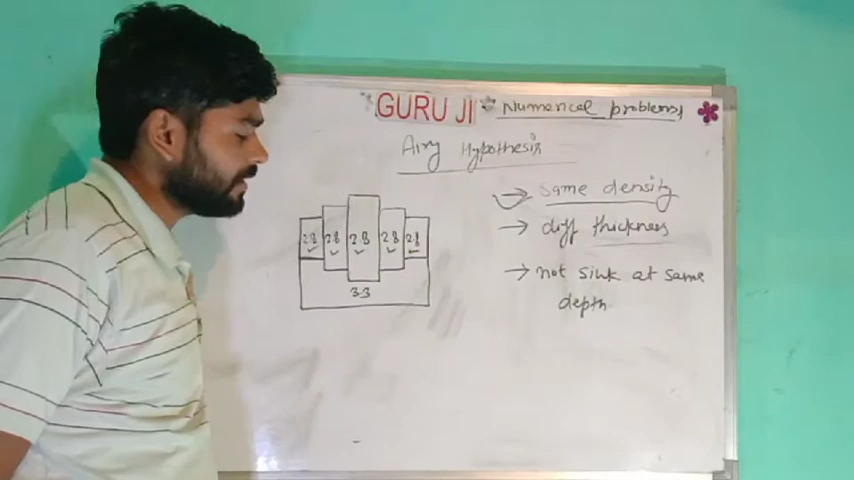 GURU JI Numerical problems
Airy Hypothesis
→ Same density
→ diff thickness
→ not sink at same
depth
2.8 2.8 2.8 2.8 2.8
3.3